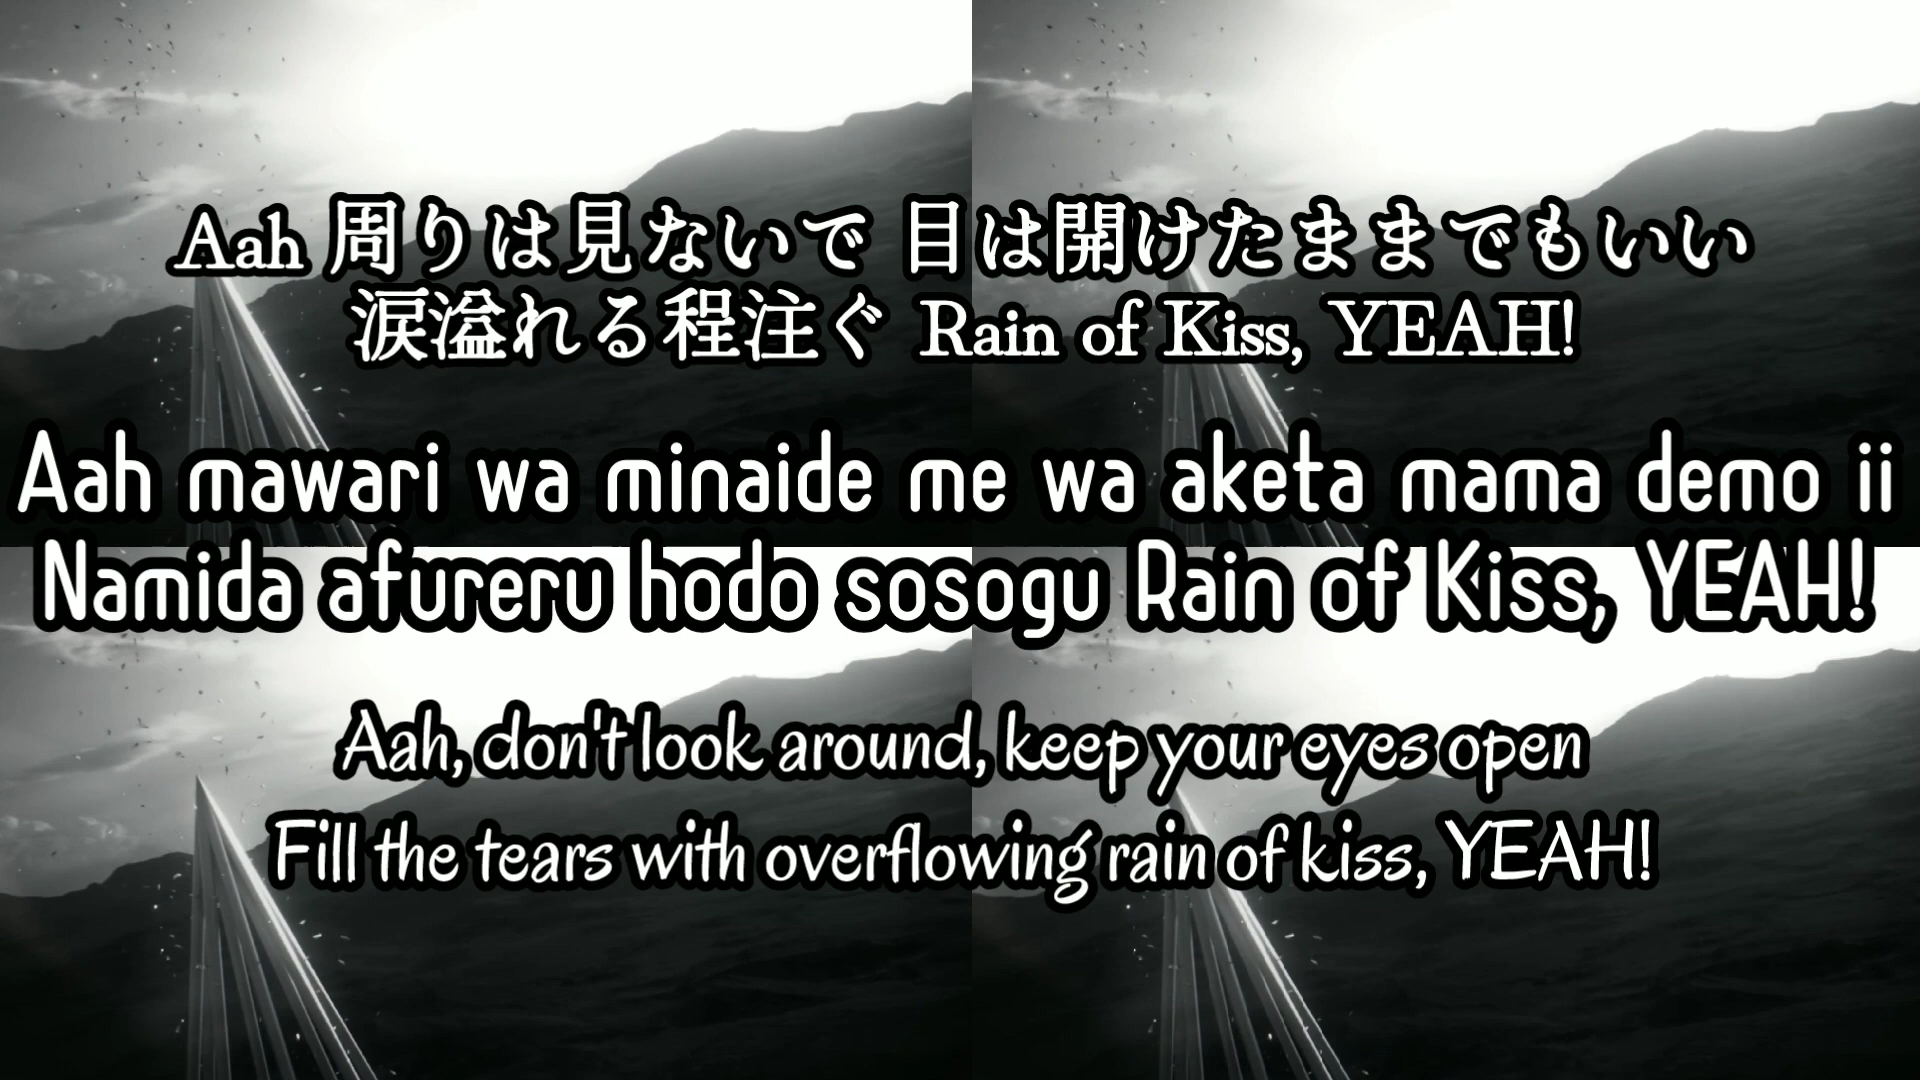 Aah 周りは見ないで 目は開けたままでもいい
涙溢れる程注ぐ Rain of Kiss, YEAH!
Aah mawari wa minaide me wa aketa mama demo ii
Namida afureru hodo sosogu Rain of Kiss, YEAH!
Aah, don't look around, keep your eyes open
Fill the tears with overflowing rain of kiss, YEAH!